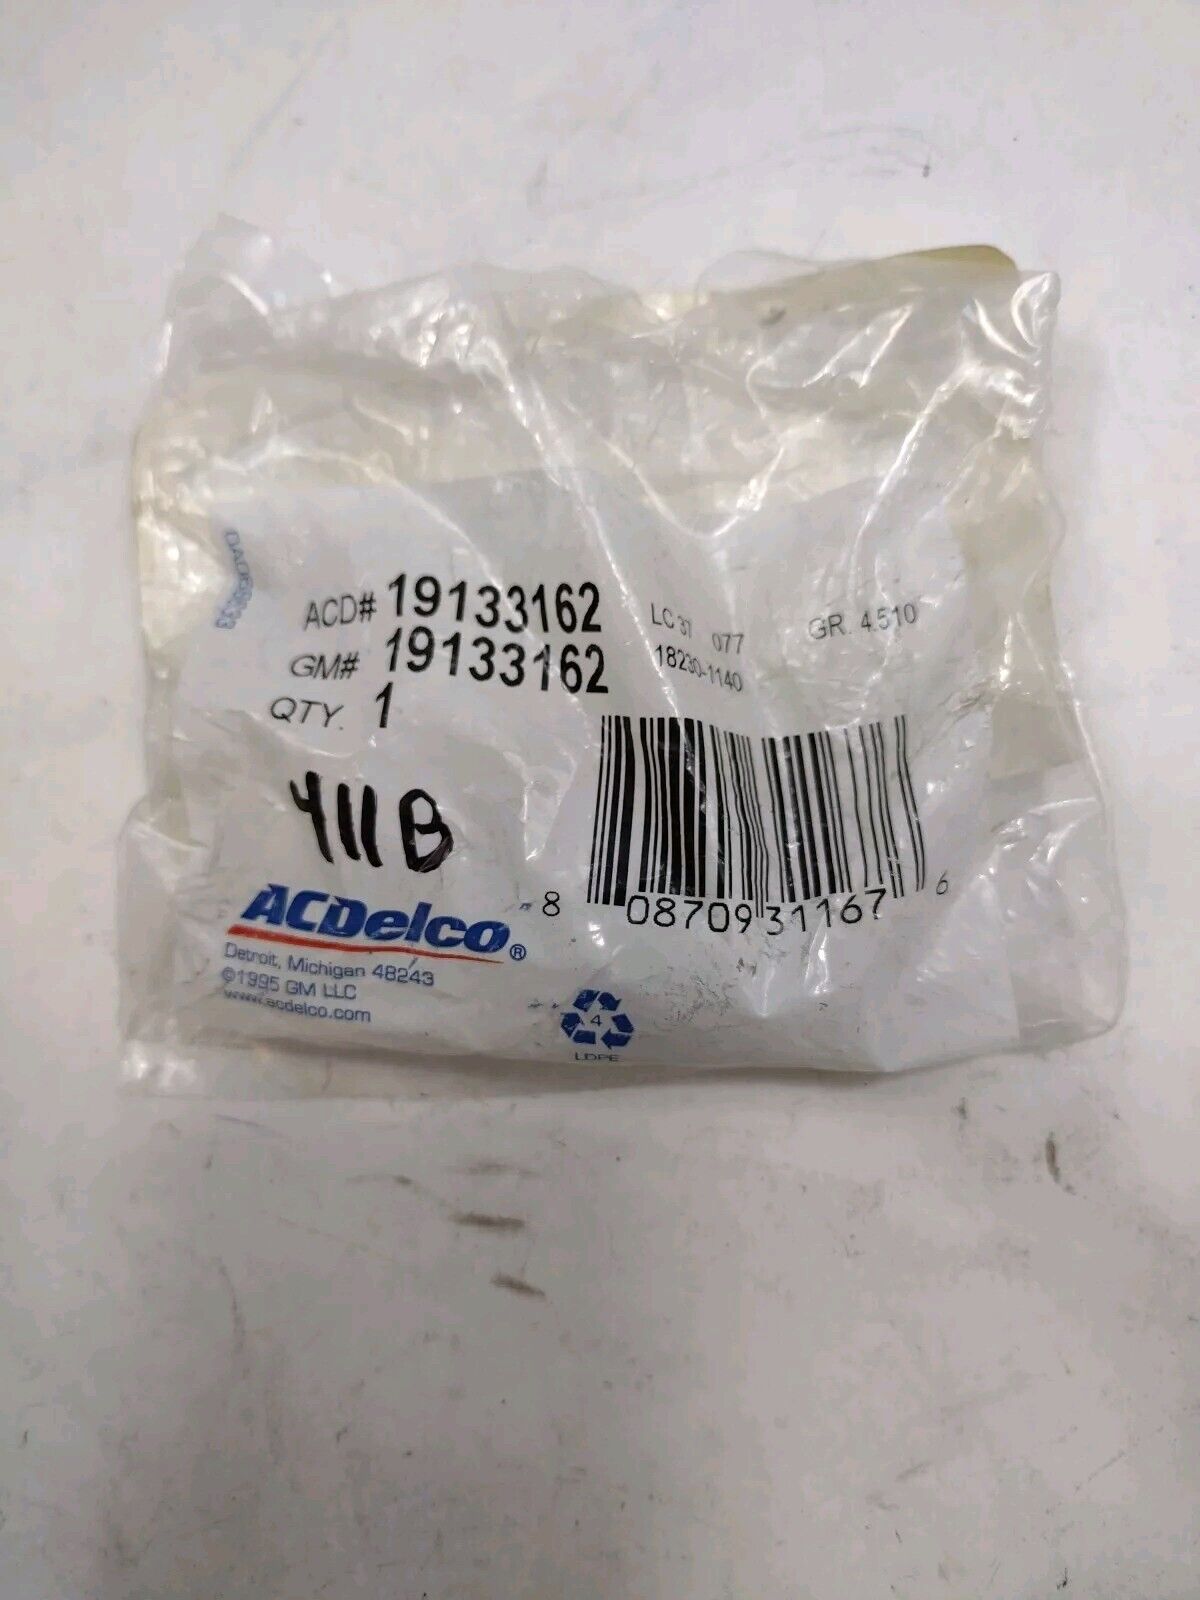 ACD# 19133162
GM# 19133162
QTY. 1
LC 37 077
18230-1140
GR. 4.510
411B
8 08709 31167 6
ACDelco®
Detroit, Michigan 48243
©1995 GM LLC
www.acdelco.com
4
LDPE